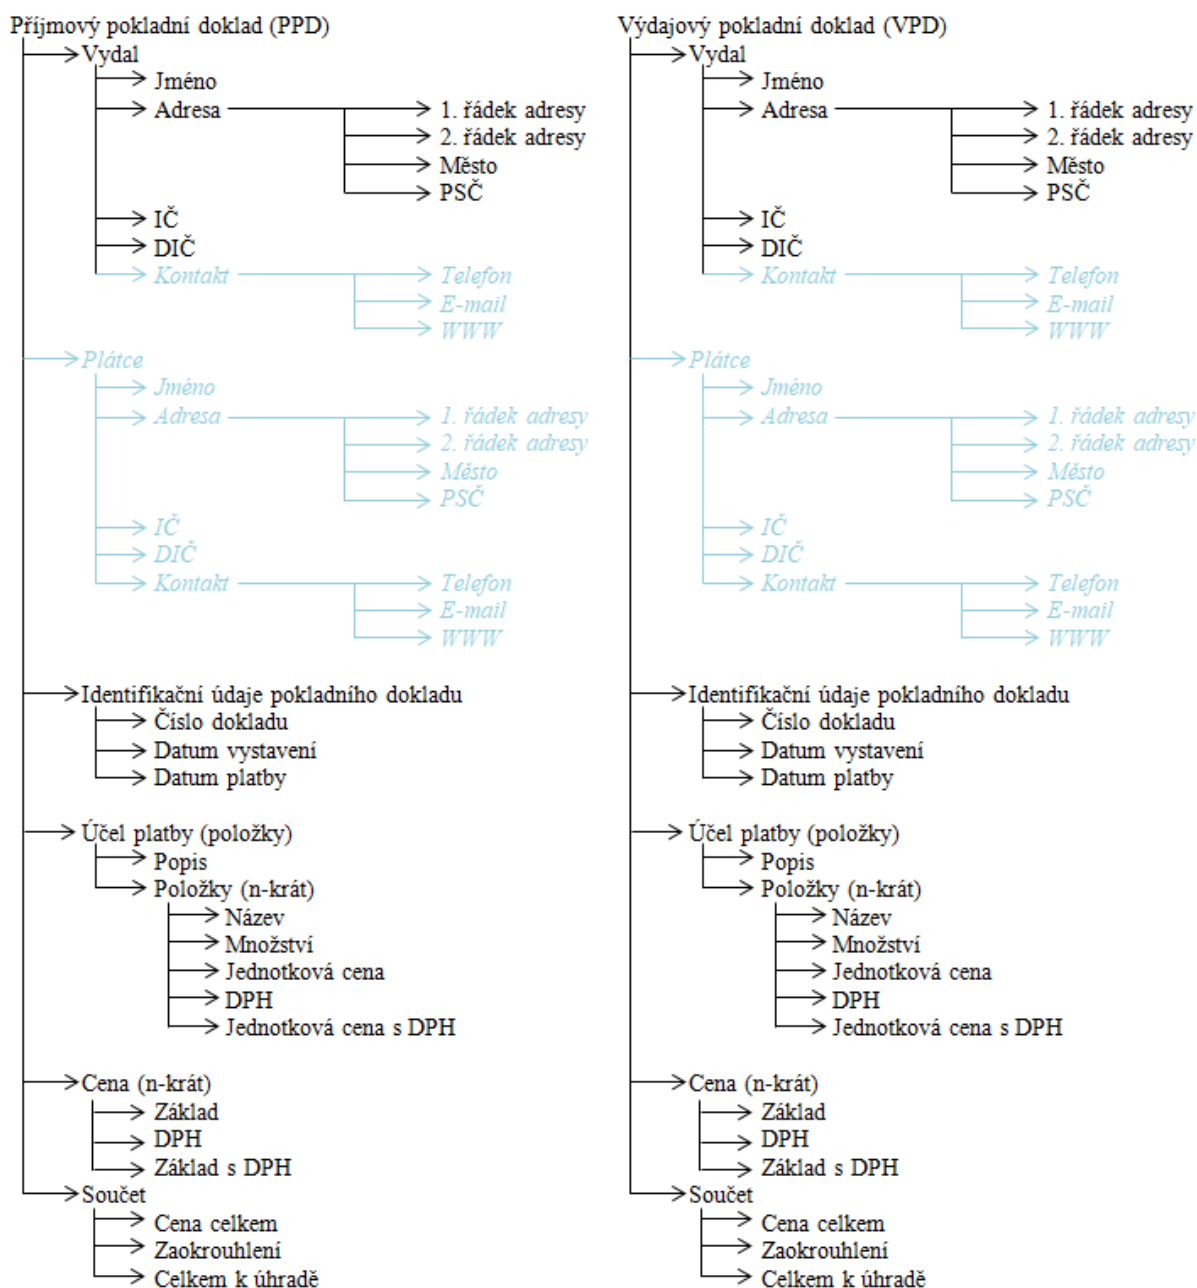 Příjmový pokladní doklad (PPD)
Vydal
Jméno
Adresa
1. řádek adresy
2. řádek adresy
Město
PSČ
IČ
DIČ
Kontakt
Telefon
E-mail
WWW
Plátce
Jméno
Adresa
1. řádek adresy
2. řádek adresy
Město
PSČ
IČ
DIČ
Kontakt
Telefon
E-mail
WWW
Identifikační údaje pokladního dokladu
Číslo dokladu
Datum vystavení
Datum platby
Účel platby (položky)
Popis
Položky (n-krát)
Název
Množství
Jednotková cena
DPH
Jednotková cena s DPH
Cena (n-krát)
Základ
DPH
Základ s DPH
Součet
Cena celkem
Zaokrouhlení
Celkem k úhradě
Výdajový pokladní doklad (VPD)
Vydal
Jméno
Adresa
1. řádek adresy
2. řádek adresy
Město
PSČ
IČ
DIČ
Kontakt
Telefon
E-mail
WWW
Plátce
Jméno
Adresa
1. řádek adresy
2. řádek adresy
Město
PSČ
IČ
DIČ
Kontakt
Telefon
E-mail
WWW
Identifikační údaje pokladního dokladu
Číslo dokladu
Datum vystavení
Datum platby
Účel platby (položky)
Popis
Položky (n-krát)
Název
Množství
Jednotková cena
DPH
Jednotková cena s DPH
Cena (n-krát)
Základ
DPH
Základ s DPH
Součet
Cena celkem
Zaokrouhlení
Celkem k úhradě